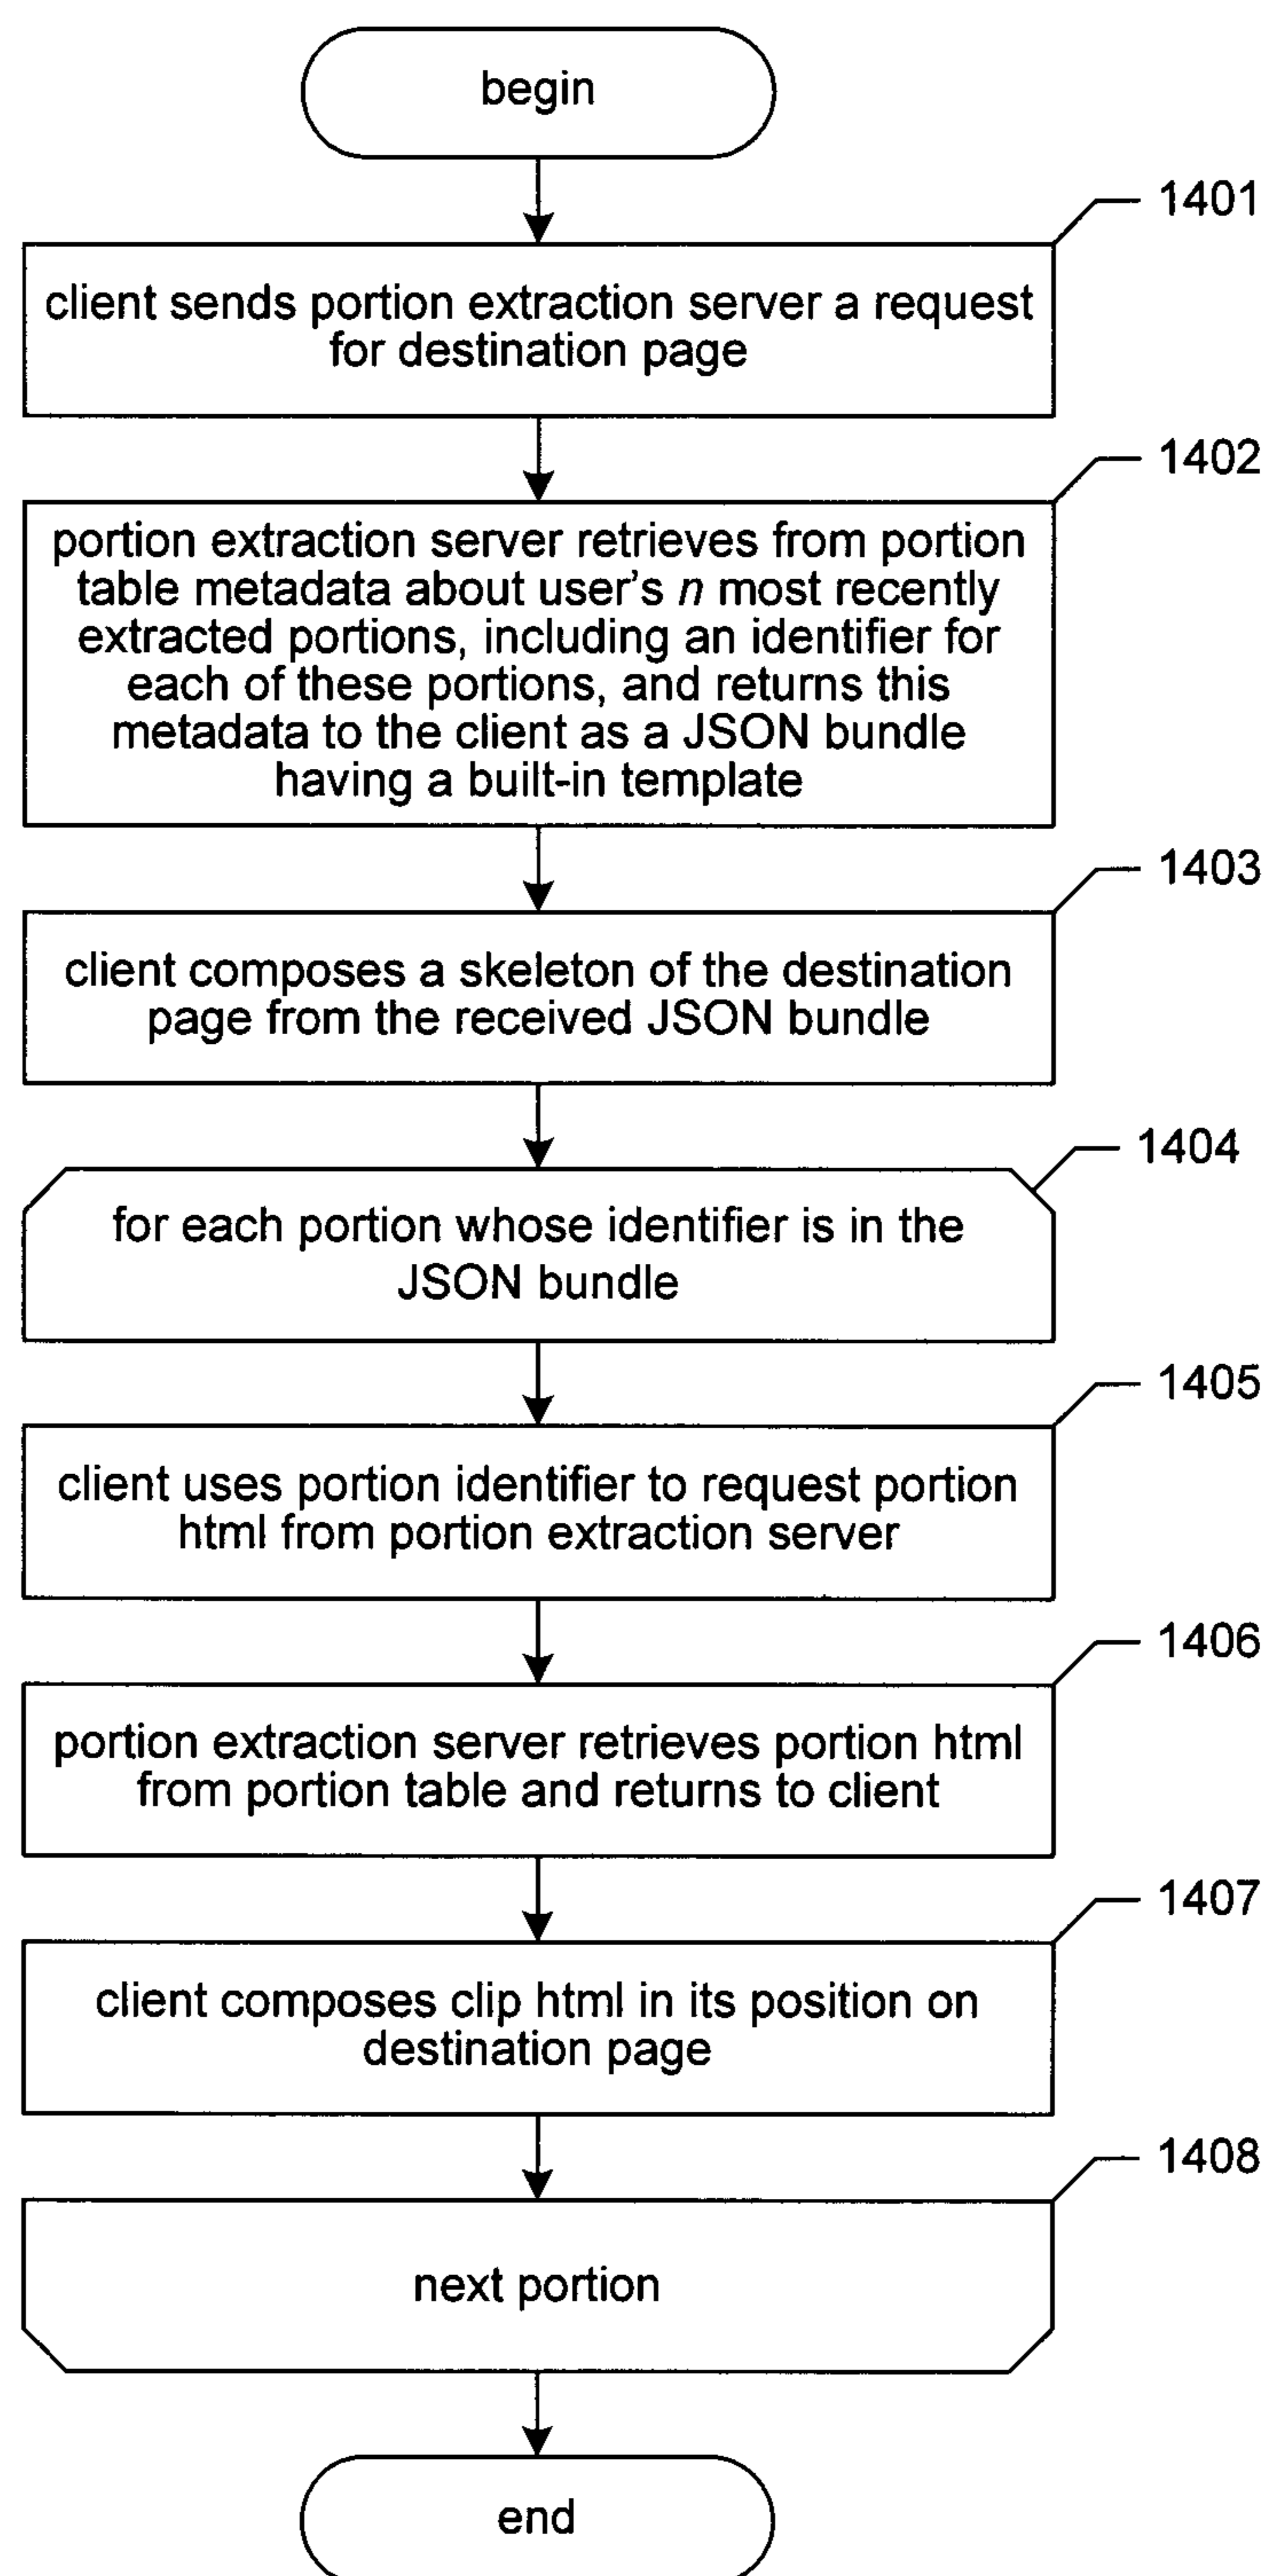 begin
1401
client sends portion extraction server a request
for destination page
1402
portion extraction server retrieves from portion
table metadata about user's n most recently
extracted portions, including an identifier for
each of these portions, and returns this
metadata to the client as a JSON bundle
having a built-in template
1403
client composes a skeleton of the destination
page from the received JSON bundle
1404
for each portion whose identifier is in the
JSON bundle
1405
client uses portion identifier to request portion
html from portion extraction server
1406
portion extraction server retrieves portion html
from portion table and returns to client
1407
client composes clip html in its position on
destination page
1408
next portion
end